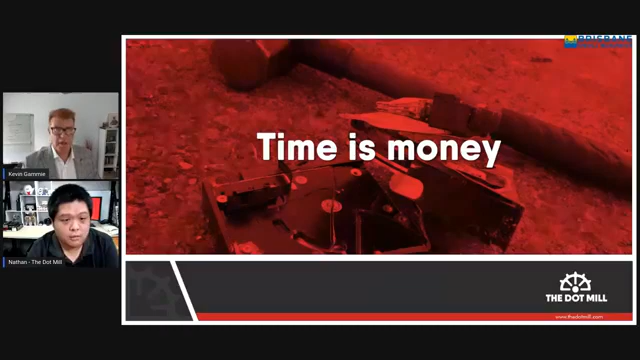 BRISBANE
Time is money
Kevin Gammie
Nathan - The Dot Mill
THE DOT MILL
www.thedotmill.com